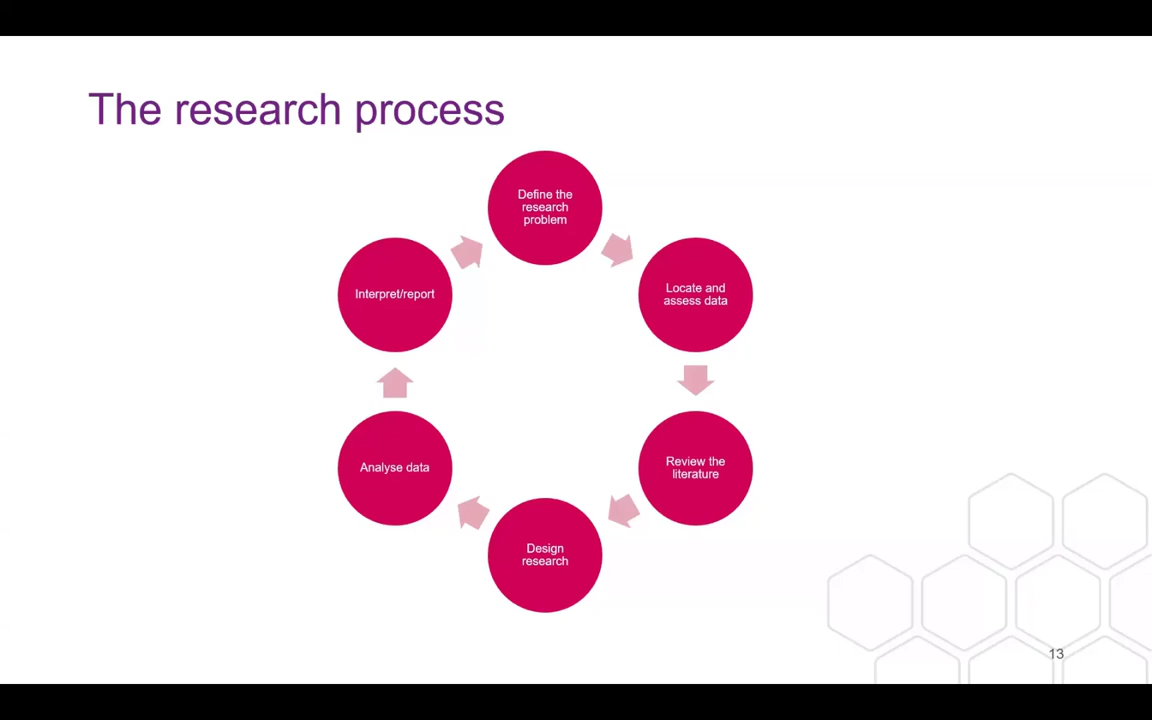 The research process
Define the
research
problem
Locate and
assess data
Review the
literature
Design
research
Analyse data
Interpret/report
13